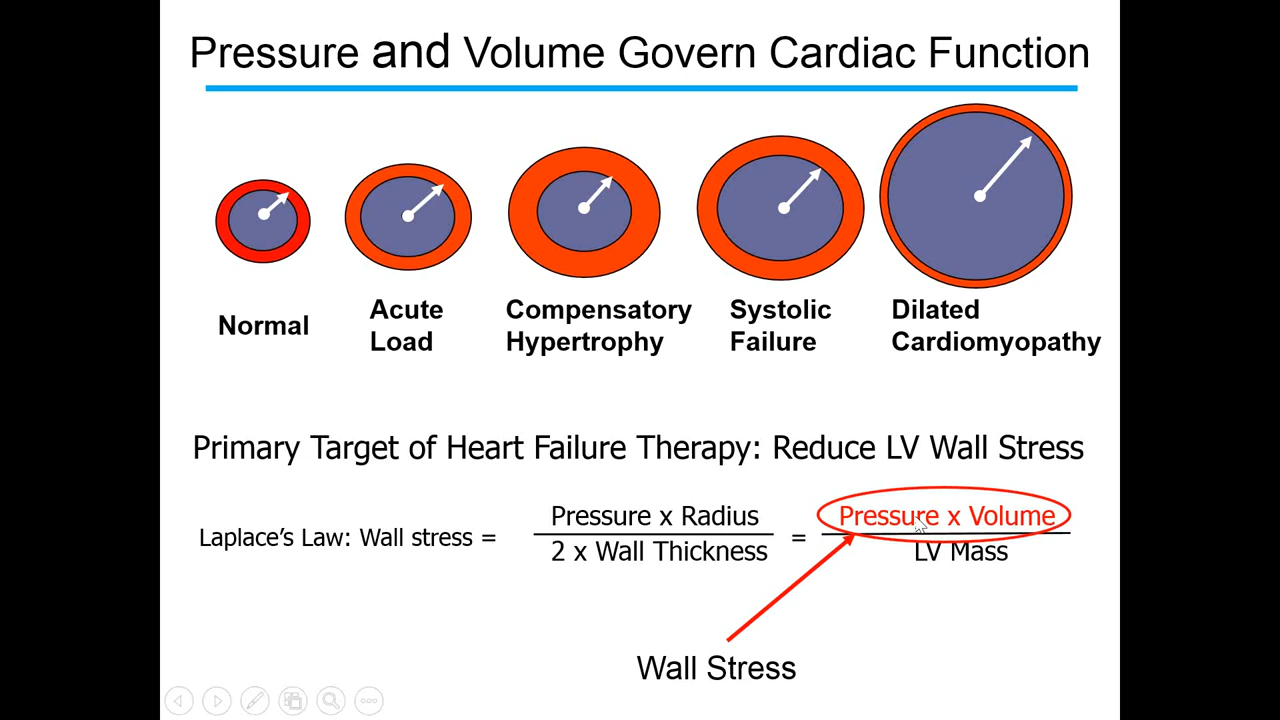 Pressure and Volume Govern Cardiac Function
Normal
Acute
Load
Compensatory
Hypertrophy
Systolic
Failure
Dilated
Cardiomyopathy
Primary Target of Heart Failure Therapy: Reduce LV Wall Stress
Laplace's Law: Wall stress =
Pressure x Radius
2 x Wall Thickness
=
Pressure x Volume
LV Mass
Wall Stress